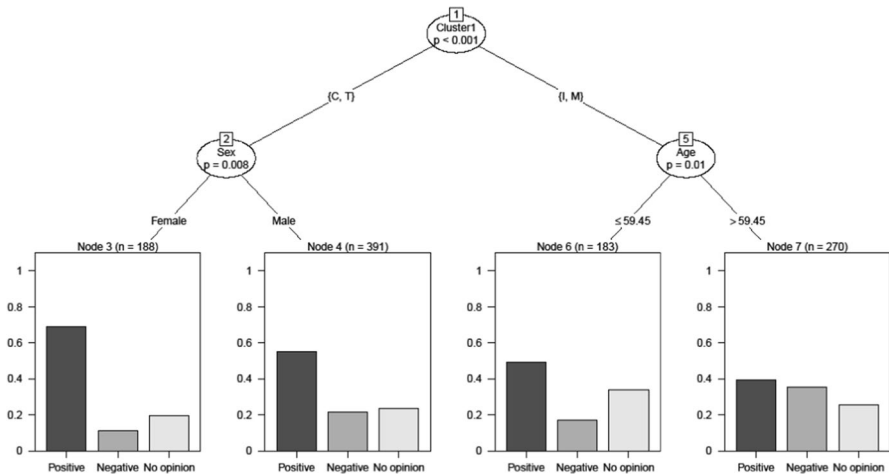 1
Cluster1
p < 0.001
{C, T}
{I, M}
2
Sex
p = 0.008
5
Age
p = 0.01
Female
Male
≤ 59.45
> 59.45
Node 3 (n = 188)
Node 4 (n = 391)
Node 6 (n = 183)
Node 7 (n = 270)
1
0.8
0.6
0.4
0.2
0
1
0.8
0.6
0.4
0.2
0
1
0.8
0.6
0.4
0.2
0
1
0.8
0.6
0.4
0.2
0
Positive Negative No opinion
Positive Negative No opinion
Positive Negative No opinion
Positive Negative No opinion